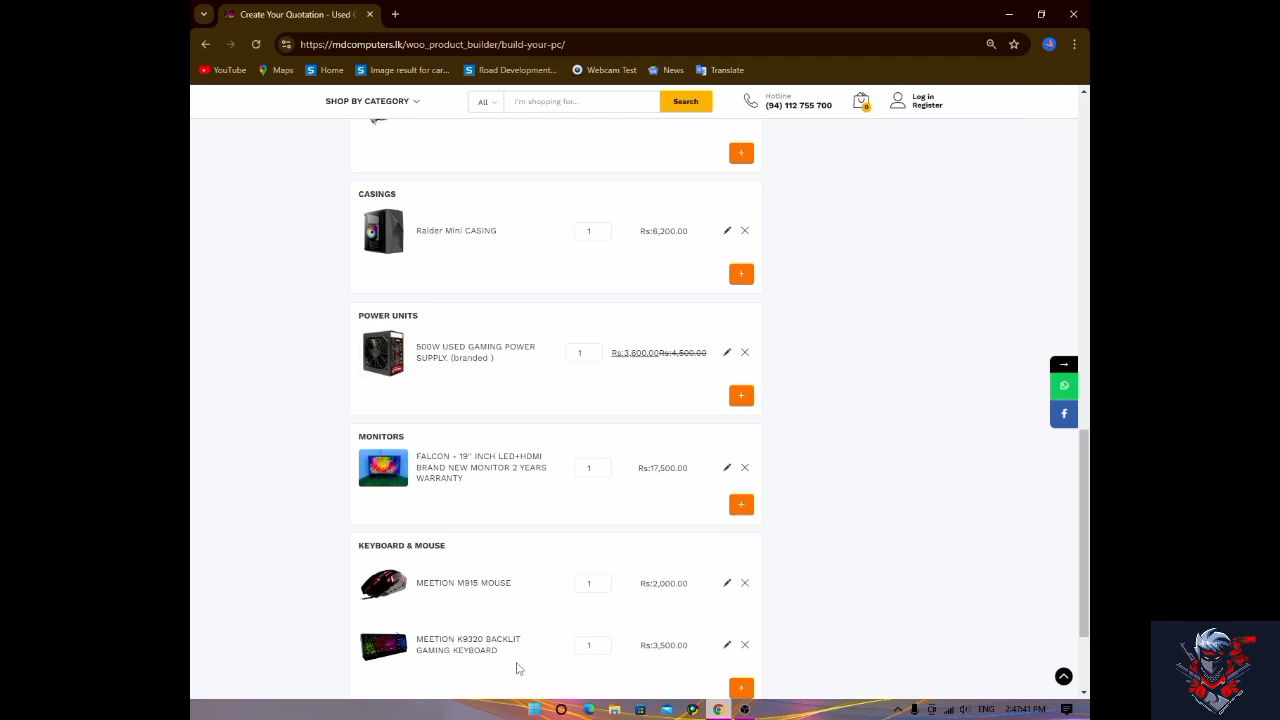 Create Your Quotation - Used C
https://mdcomputers.lk/woo_product_builder/build-your-pc/
YouTube
Maps
Home
Image result for car...
Road Development...
Webcam Test
News
Translate
SHOP BY CATEGORY
All
I'm shopping for...
Search
Hotline
(94) 112 755 700
0
Log in
Register
CASINGS
Raider Mini CASING
1
Rs:6,200.00
+
POWER UNITS
500W USED GAMING POWER
SUPPLY. (branded )
1
Rs:3,600.00Rs:4,500.00
+
MONITORS
FALCON - 19" INCH LED+HDMI
BRAND NEW MONITOR 2 YEARS
WARRANTY
1
Rs:17,500.00
+
KEYBOARD & MOUSE
MEETION M915 MOUSE
1
Rs:2,000.00
MEETION K9320 BACKLIT
GAMING KEYBOARD
1
Rs:3,500.00
+
ENG
2:47:41 PM